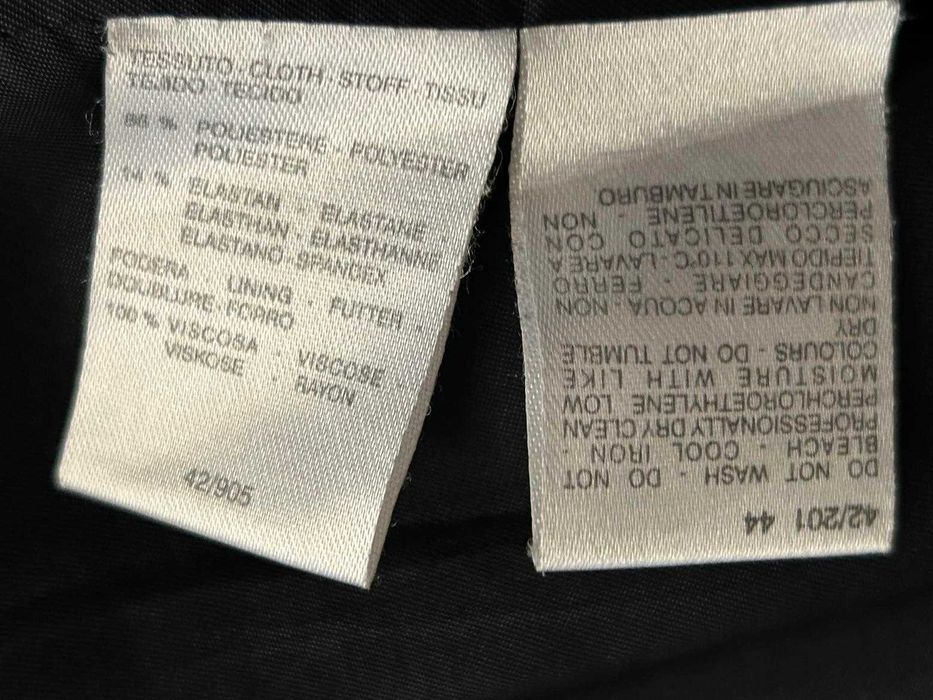 TESSUTO · CLOTH · STOFF · TISSU
TEJIDO · TECIDO
86 % POLIESTERE · POLYESTER
POLIESTER
14 % ELASTAN · ELASTANE
ELASTHAN · ELASTHANNE
ELASTANO · SPANDEX
FODERA · LINING · FUTTER ·
DOUBLURE · FORRO
100 % VISCOSA · VISCOSE
VISKOSE · RAYON
42/905
42/201 44
DO NOT WASH - DO NOT
BLEACH - COOL IRON -
PROFESSIONALLY DRY CLEAN
PERCHLOROETHYLENE LOW
MOISTURE WITH LIKE
COLOURS - DO NOT TUMBLE
DRY
NON LAVARE IN ACQUA - NON
CANDEGGIARE - FERRO
TIEPIDO MAX 110°C - LAVARE A
SECCO DELICATO CON
PERCLOROETILENE - NON
ASCIUGARE IN TAMBURO